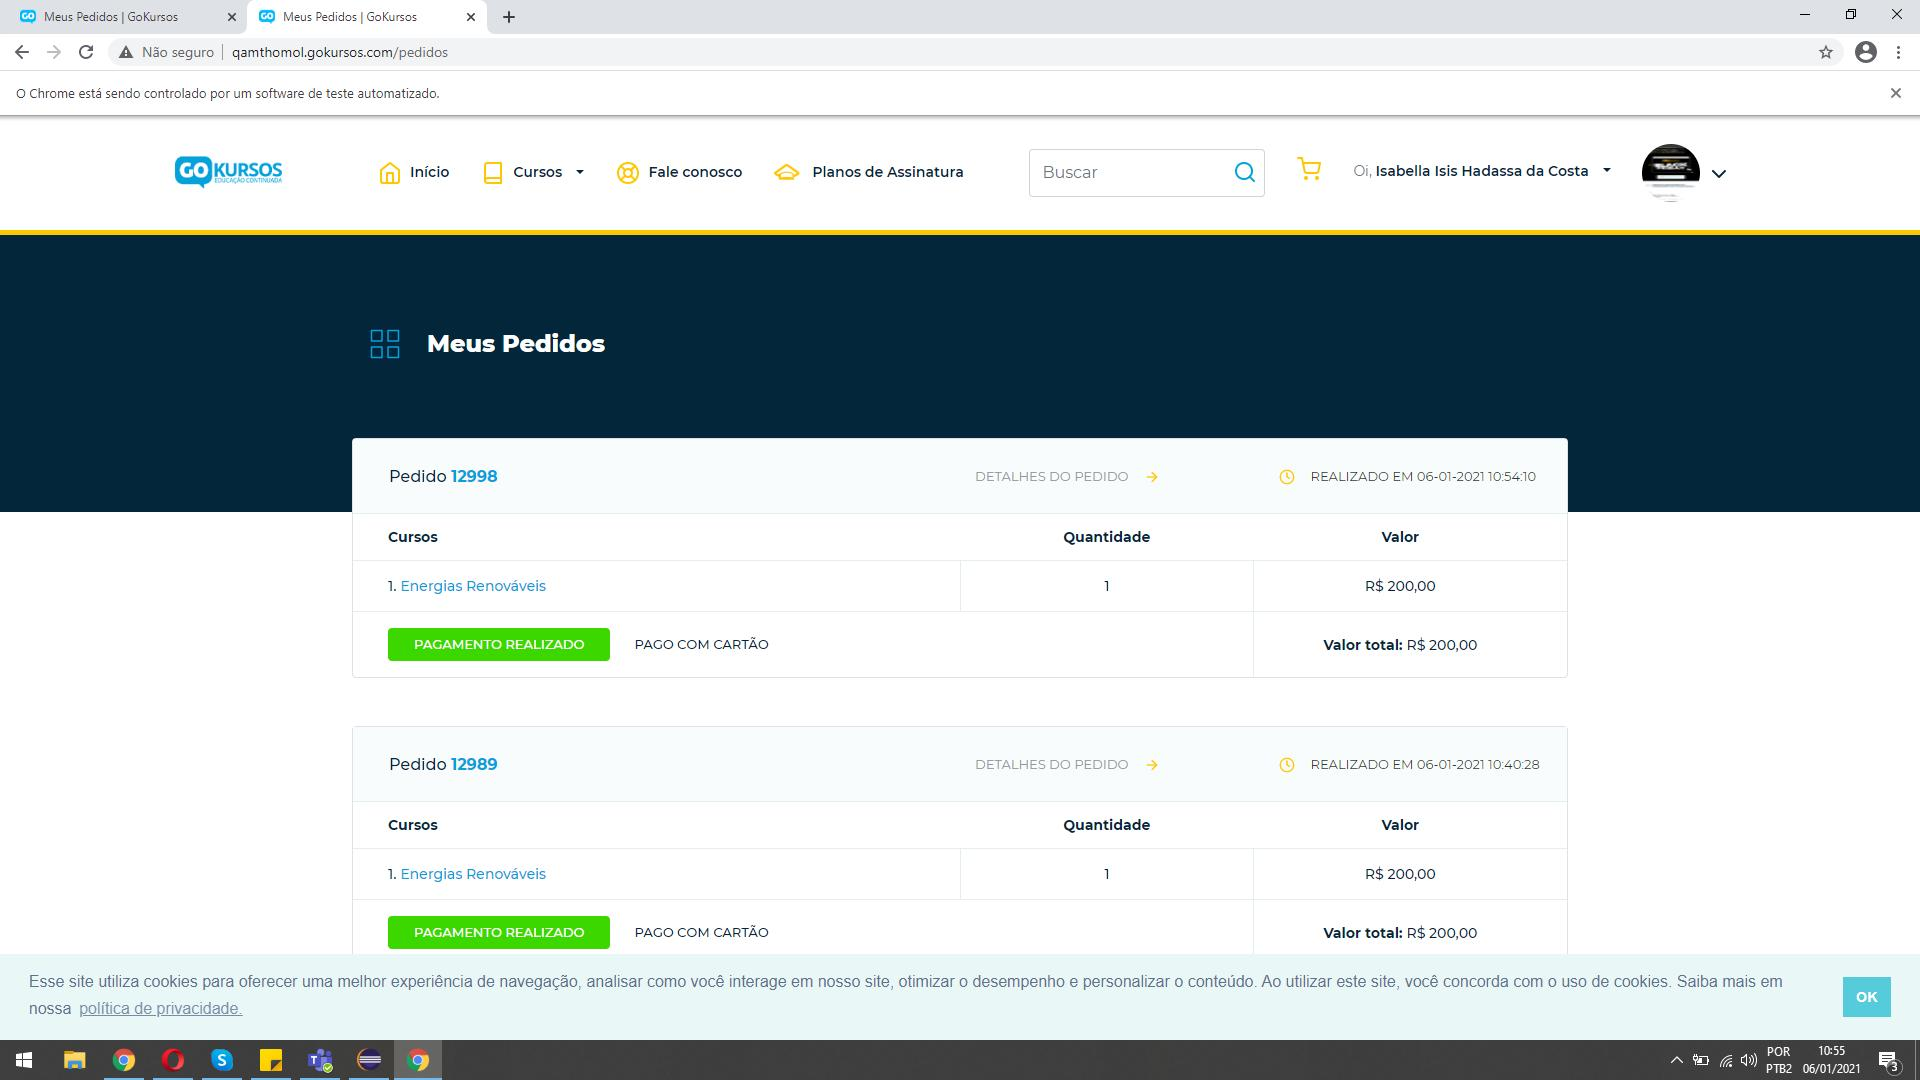 Meus Pedidos | GoKursos
Meus Pedidos | GoKursos
Não seguro
qamthomol.gokursos.com/pedidos
O Chrome está sendo controlado por um software de teste automatizado.
GO KURSOS
EDUCAÇÃO CONTINUADA
Início
Cursos
Fale conosco
Planos de Assinatura
Buscar
Oi, Isabella Isis Hadassa da Costa
Meus Pedidos
Pedido 12998
DETALHES DO PEDIDO
REALIZADO EM 06-01-2021 10:54:10
Cursos
Quantidade
Valor
1. Energias Renováveis
1
R$ 200,00
PAGAMENTO REALIZADO
PAGO COM CARTÃO
Valor total: R$ 200,00
Pedido 12989
DETALHES DO PEDIDO
REALIZADO EM 06-01-2021 10:40:28
Cursos
Quantidade
Valor
1. Energias Renováveis
1
R$ 200,00
PAGAMENTO REALIZADO
PAGO COM CARTÃO
Valor total: R$ 200,00
Esse site utiliza cookies para oferecer uma melhor experiência de navegação, analisar como você interage em nosso site, otimizar o desempenho e personalizar o conteúdo. Ao utilizar este site, você concorda com o uso de cookies. Saiba mais em
nossa política de privacidade.
OK
POR
PTB2
10:55
06/01/2021
3